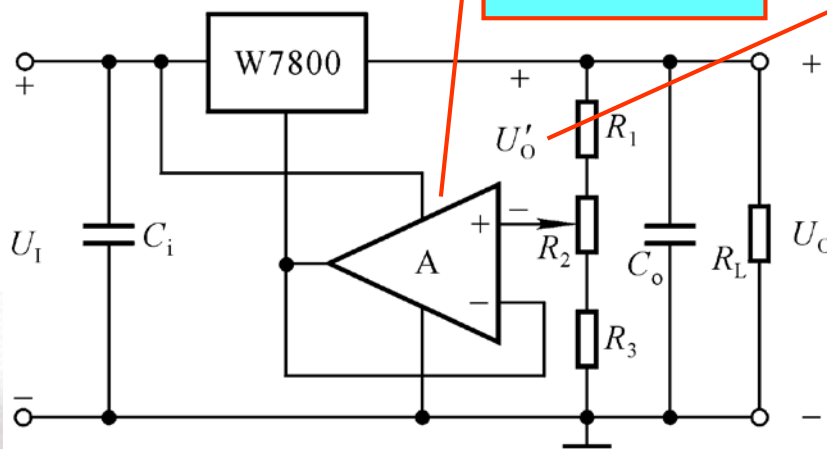 W7800
+
+
+
U′O
R1
UI
Ci
+
−
A
−
R2
Co
RL
UO
R3
−
−